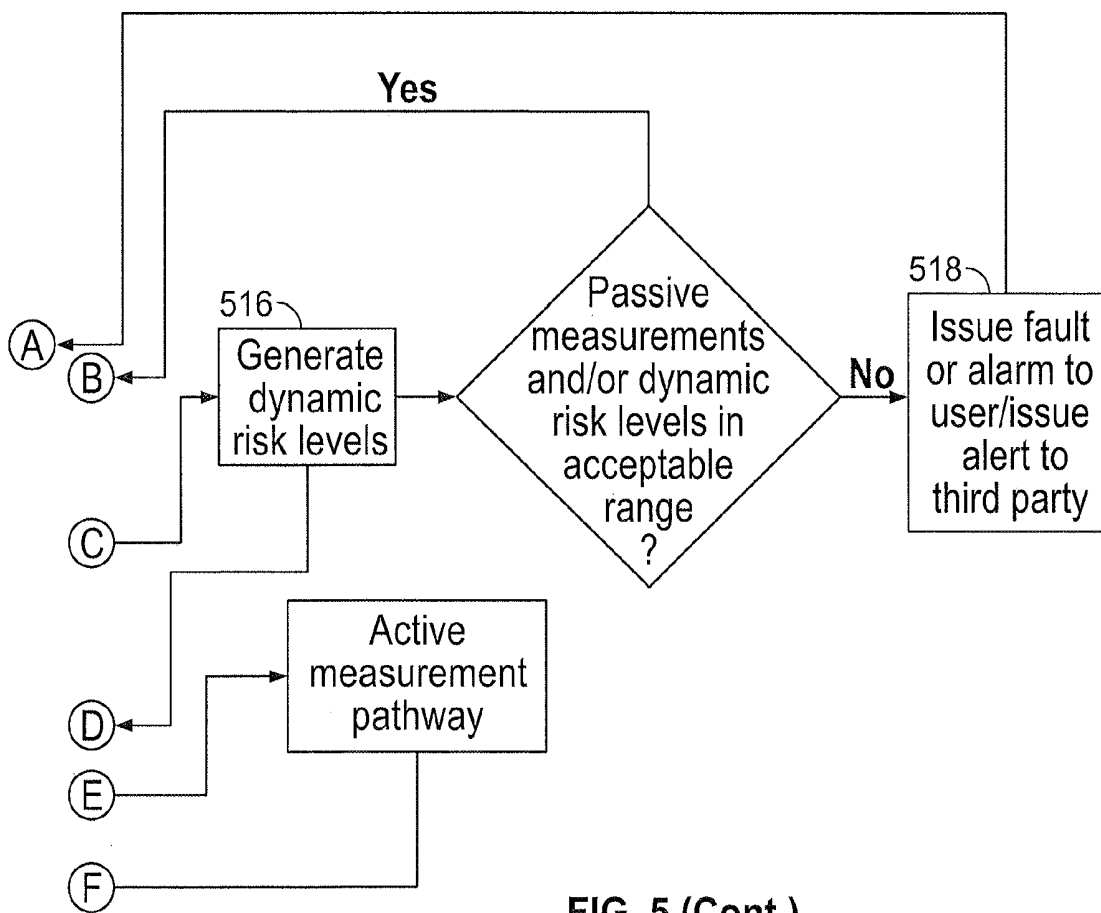 Yes
A
B
516
Generate
dynamic
risk levels
Passive
measurements
and/or dynamic
risk levels in
acceptable
range
?
No
518
Issue fault
or alarm to
user/issue
alert to
third party
C
D
Active
measurement
pathway
E
F
FIG. 5 (Cont.)